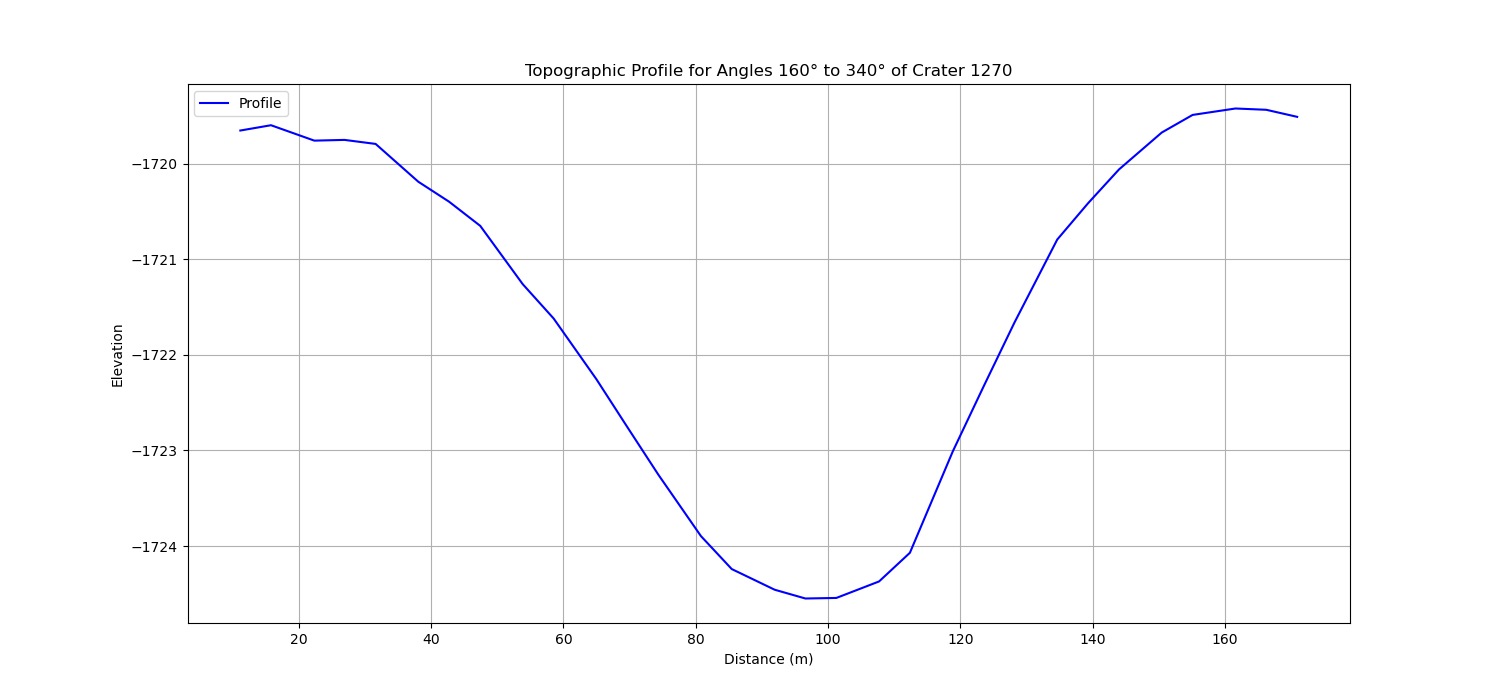 Topographic Profile for Angles 160° to 340° of Crater 1270
Profile
−1720
−1721
−1722
−1723
−1724
Elevation
20 40 60 80 100 120 140 160
Distance (m)